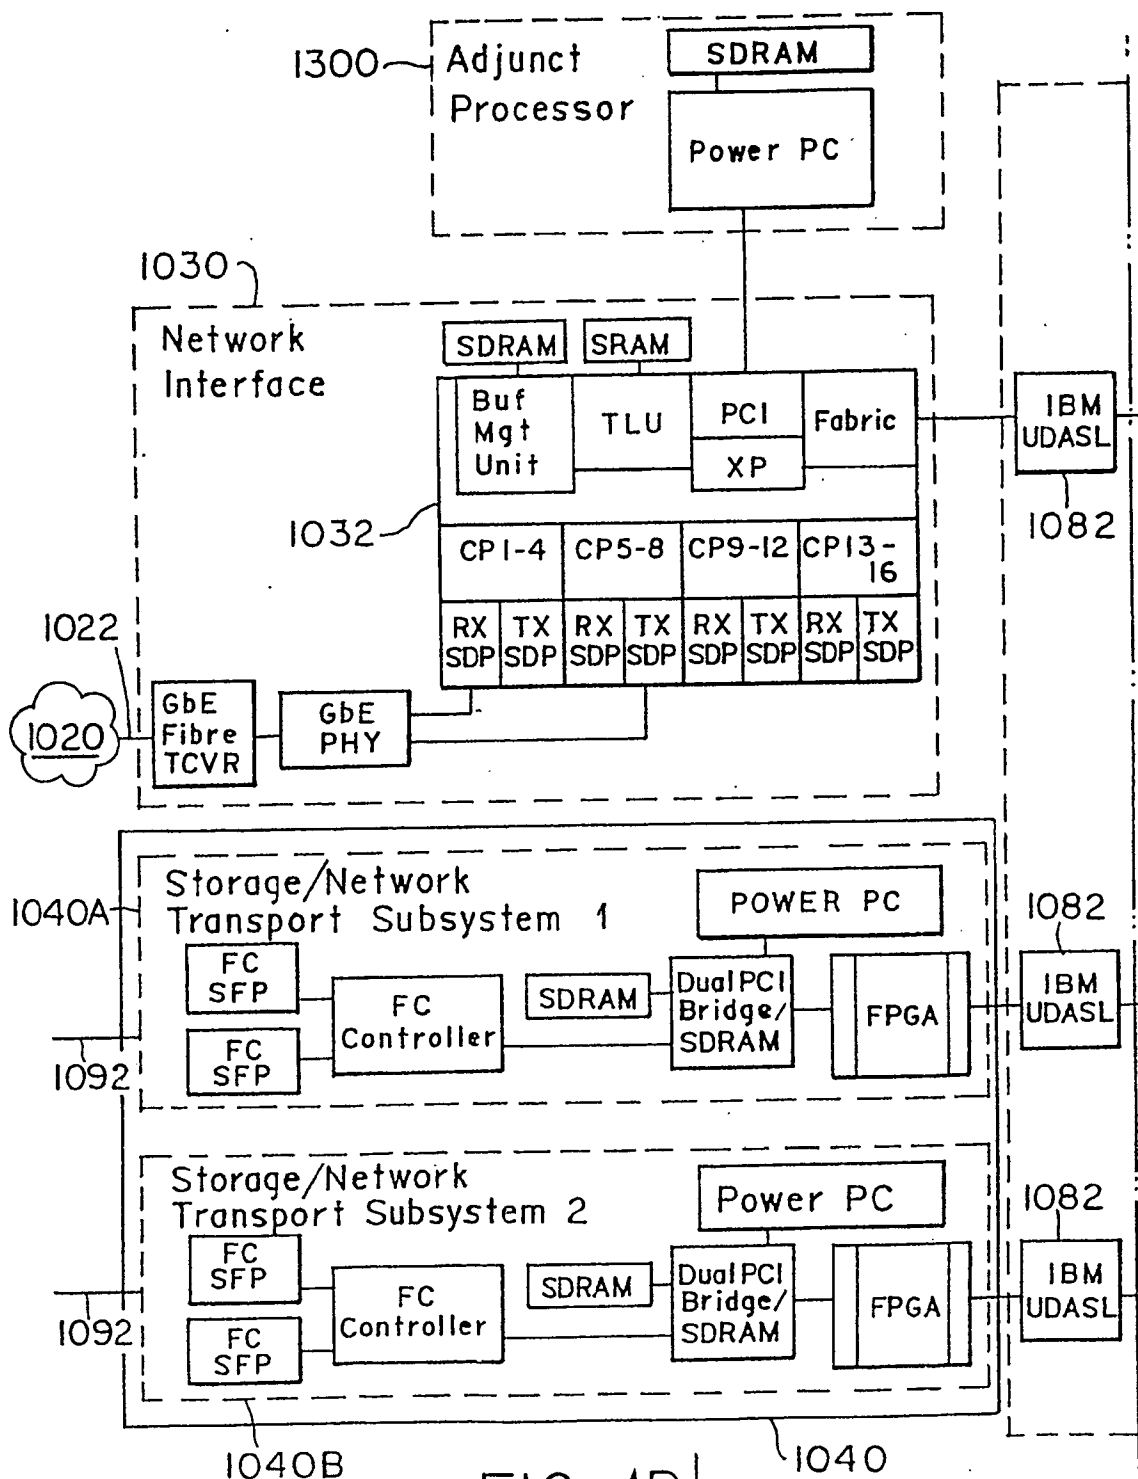 1300
Adjunct
Processor
SDRAM
Power PC
1030
Network
Interface
SDRAM
SRAM
Buf
Mgt
Unit
TLU
PCI
XP
Fabric
IBM
UDASL
1082
1032
CP1-4
CP5-8
CP9-12
CP13-
16
RX
SDP
TX
SDP
RX
SDP
TX
SDP
RX
SDP
TX
SDP
RX
SDP
TX
SDP
1022
1020
GbE
Fibre
TCVR
GbE
PHY
1040A
Storage/Network
Transport Subsystem 1
POWER PC
1082
FC
SFP
FC
SFP
FC
Controller
SDRAM
Dual PCI
Bridge/
SDRAM
FPGA
IBM
UDASL
1092
Storage/Network
Transport Subsystem 2
Power PC
1082
FC
SFP
FC
SFP
FC
Controller
SDRAM
Dual PCI
Bridge/
SDRAM
FPGA
IBM
UDASL
1092
1040B
1040